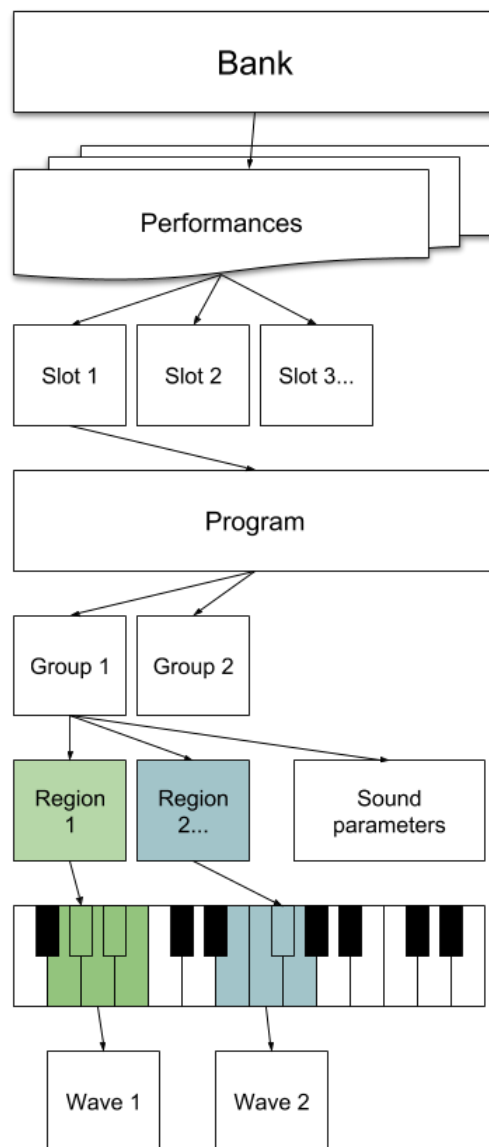 Bank
Performances
Slot 1
Slot 2
Slot 3...
Program
Group 1
Group 2
Region
1
Region
2...
Sound
parameters
Wave 1
Wave 2